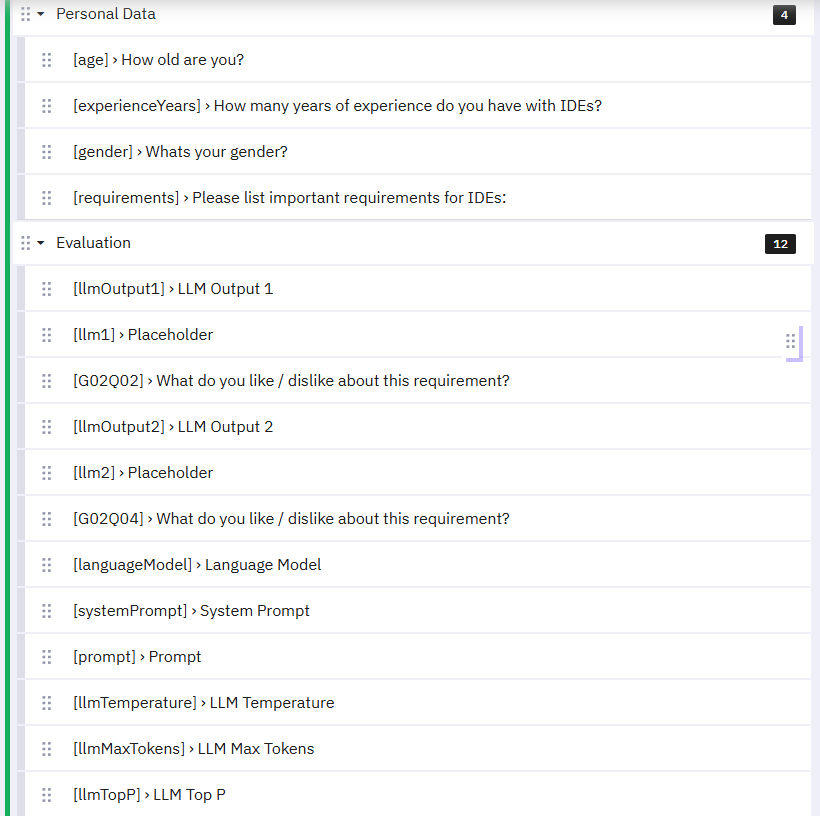 Personal Data 4
[age] › How old are you?
[experienceYears] › How many years of experience do you have with IDEs?
[gender] › Whats your gender?
[requirements] › Please list important requirements for IDEs:
Evaluation 12
[llmOutput1] › LLM Output 1
[llm1] › Placeholder
[G02Q02] › What do you like / dislike about this requirement?
[llmOutput2] › LLM Output 2
[llm2] › Placeholder
[G02Q04] › What do you like / dislike about this requirement?
[languageModel] › Language Model
[systemPrompt] › System Prompt
[prompt] › Prompt
[llmTemperature] › LLM Temperature
[llmMaxTokens] › LLM Max Tokens
[llmTopP] › LLM Top P